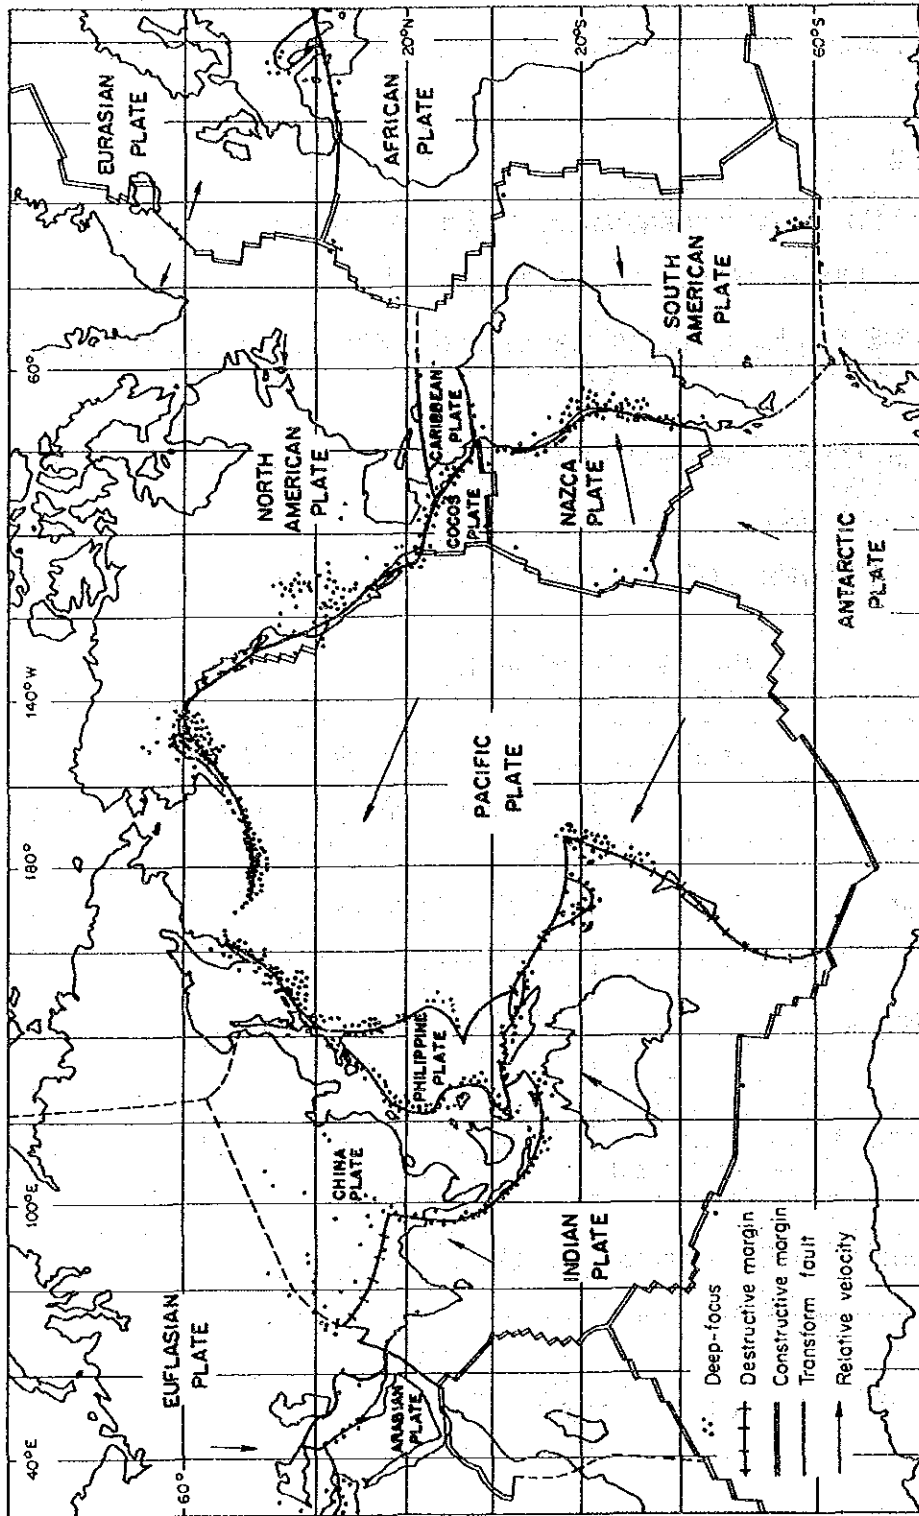 40°E
100°E
180°
140°W
60°
60°
20°N
20°S
60°S
EUFLASIAN
PLATE
ARABIAN
PLATE
CHINA
PLATE
PHILIPPINE
PLATE
INDIAN
PLATE
PACIFIC
PLATE
NORTH
AMERICAN
PLATE
COCOS
PLATE
CARIBBEAN
PLATE
NAZCA
PLATE
SOUTH
AMERICAN
PLATE
ANTARCTIC
PLATE
EURASIAN
PLATE
AFRICAN
PLATE
Deep-focus
Destructive margin
Constructive margin
Transform fault
Relative velocity